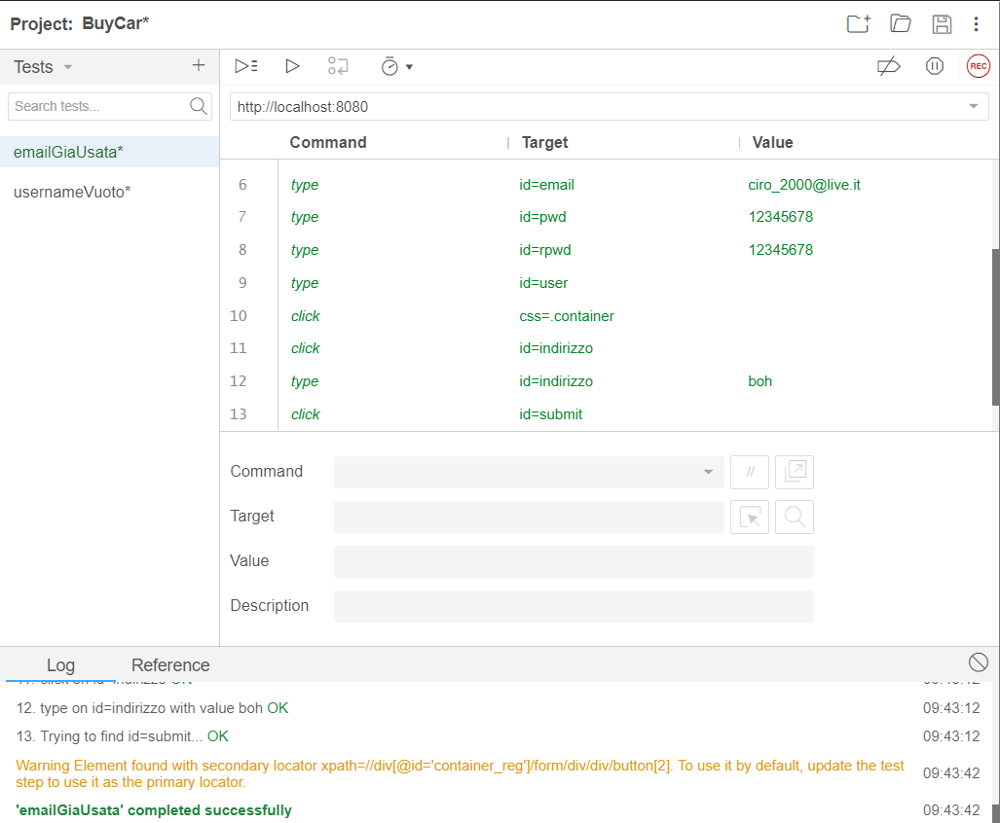 Project: BuyCar*
Tests
REC
Search tests...
http://localhost:8080
Command Target Value
emailGiaUsata*
usernameVuoto*
6 type id=email ciro_2000@live.it
7 type id=pwd 12345678
8 type id=rpwd 12345678
9 type id=user
10 click css=.container
11 click id=indirizzo
12 type id=indirizzo boh
13 click id=submit
Command //
Target
Value
Description
Log Reference
11. click on id=indirizzo OK 09:43:12
12. type on id=indirizzo with value boh OK 09:43:12
13. Trying to find id=submit... OK 09:43:12
Warning Element found with secondary locator xpath=//div[@id='container_reg']/form/div/div/button[2]. To use it by default, update the test
step to use it as the primary locator. 09:43:42
'emailGiaUsata' completed successfully 09:43:42